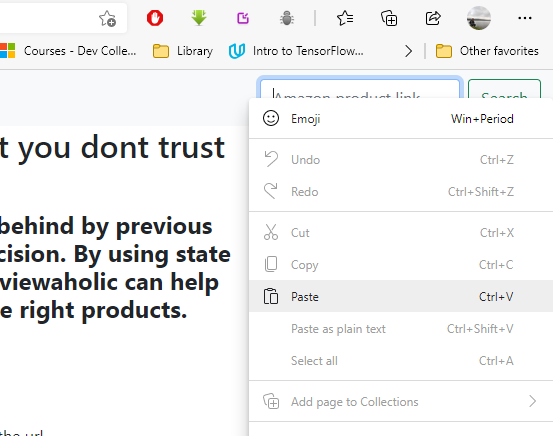 Courses - Dev Colle...
Library
Intro to TensorFlow...
Other favorites
Amazon product link
Search
t you dont trust
behind by previous
cision. By using state
viewaholic can help
e right products.
the url
Emoji Win+Period
Undo Ctrl+Z
Redo Ctrl+Shift+Z
Cut Ctrl+X
Copy Ctrl+C
Paste Ctrl+V
Paste as plain text Ctrl+Shift+V
Select all Ctrl+A
Add page to Collections